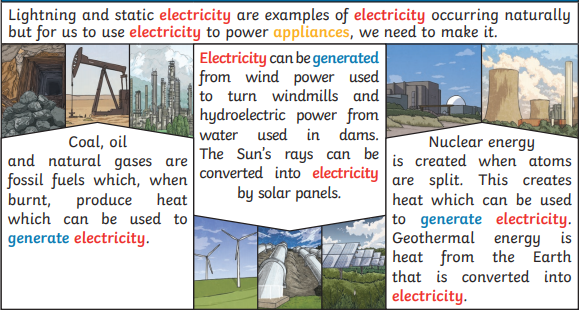 Lightning and static electricity are examples of electricity occurring naturally
but for us to use electricity to power appliances, we need to make it.
Coal, oil
and natural gases are
fossil fuels which, when
burnt, produce heat
which can be used to
generate electricity.
Electricity can be generated
from wind power used
to turn windmills and
hydroelectric power from
water used in dams.
The Sun's rays can be
converted into electricity
by solar panels.
Nuclear energy
is created when atoms
are split. This creates
heat which can be used
to generate electricity.
Geothermal energy is
heat from the Earth
that is converted into
electricity.